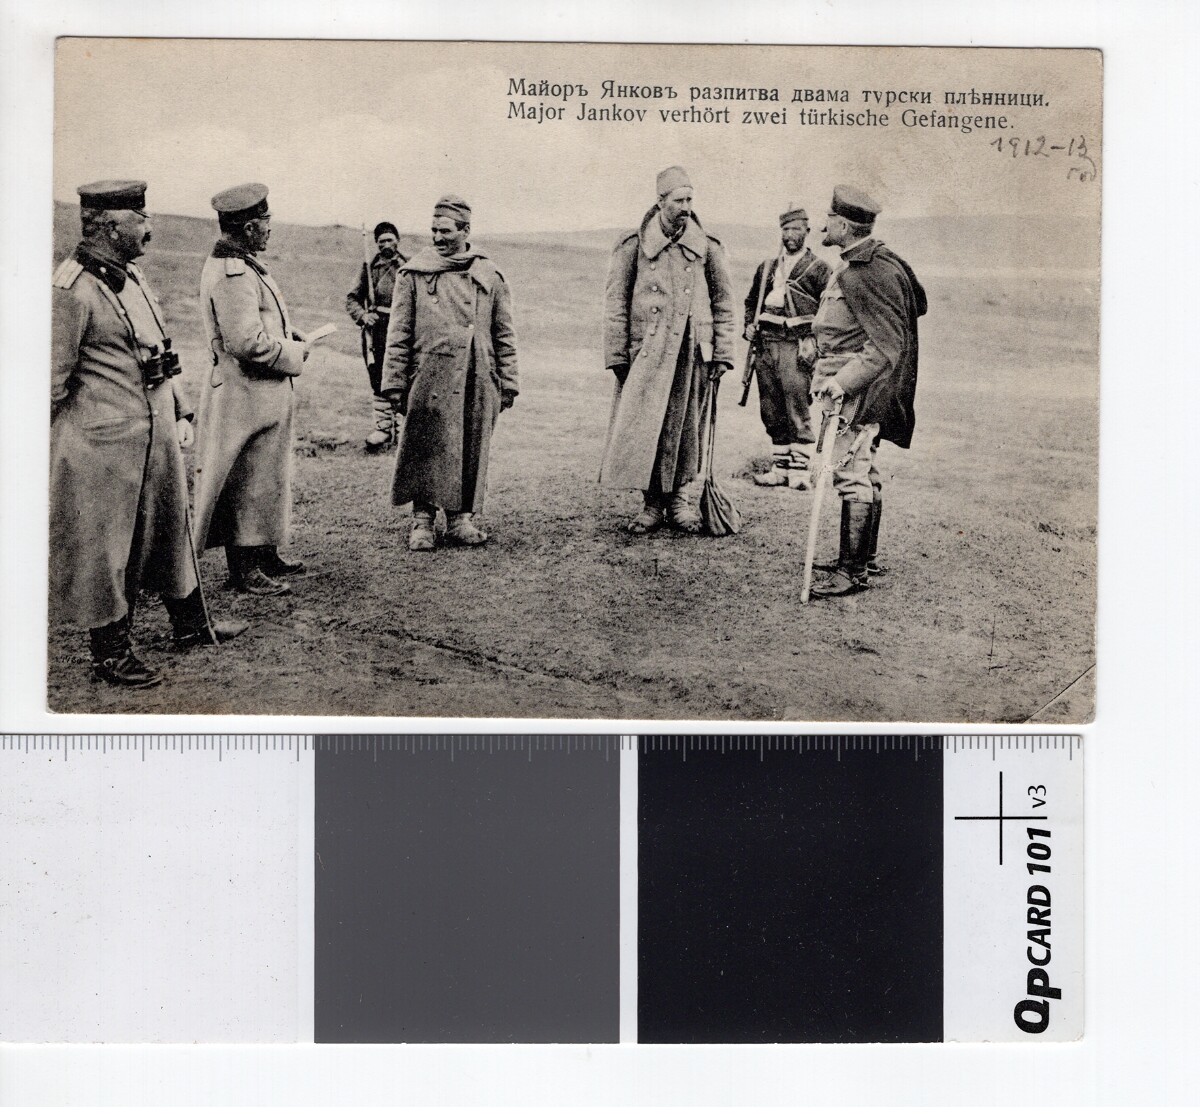 Майоръ Янковъ разпитва двама турски плѣнници.
Major Jankov verhört zwei türkische Gefangene.
1912-13
год
QPCARD 101 v3